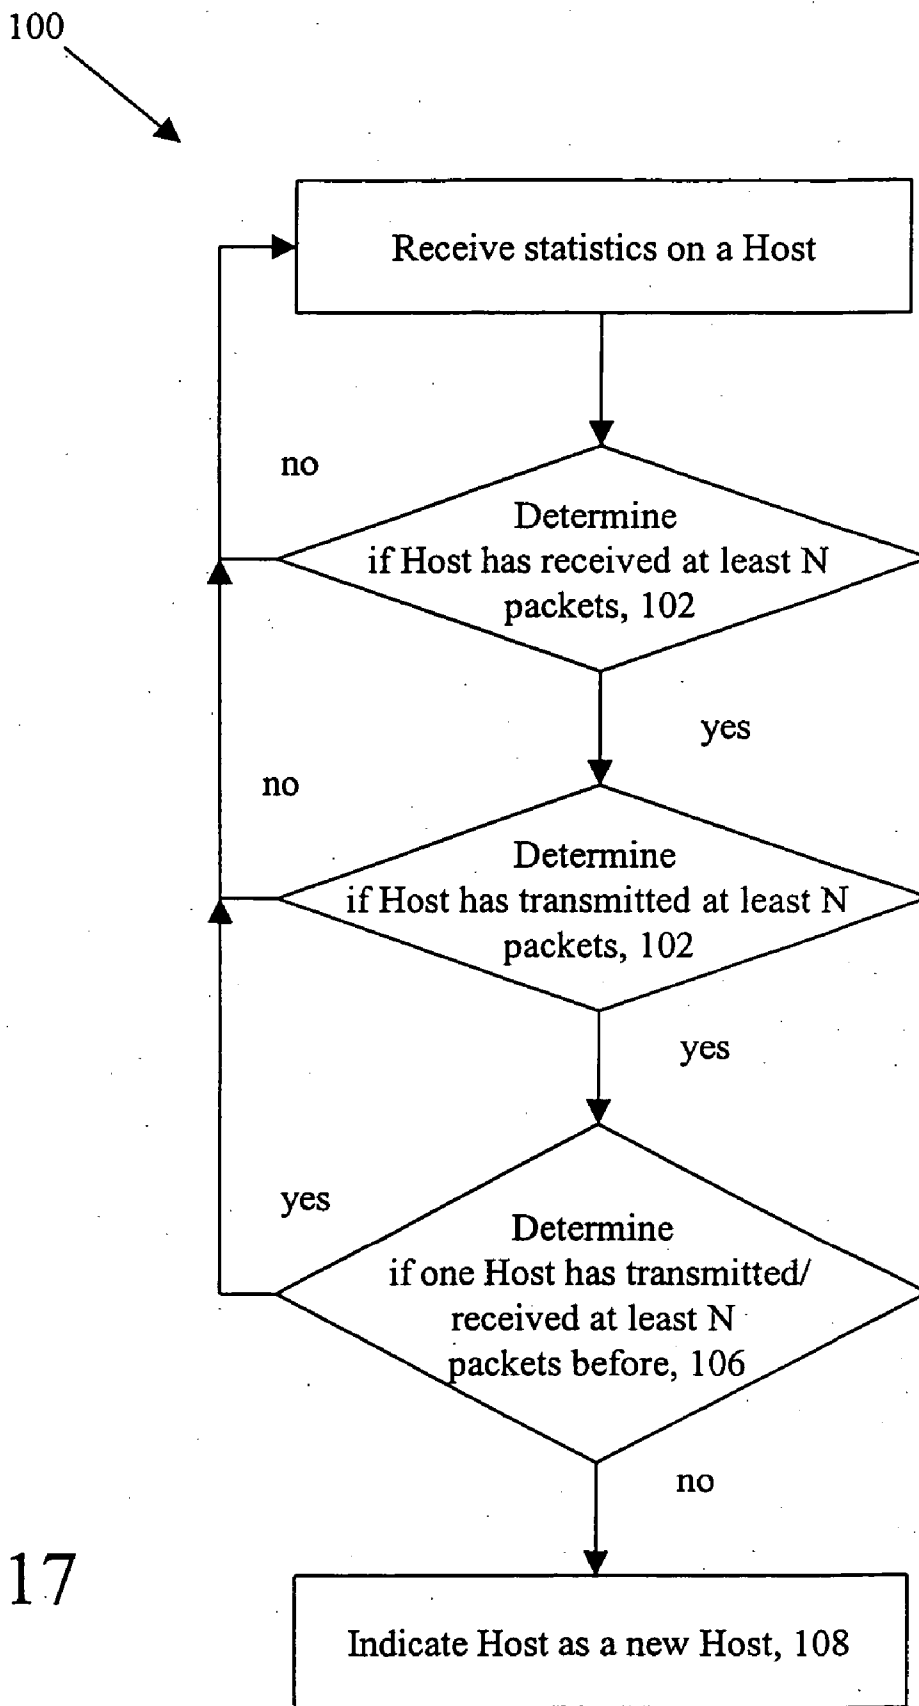 100
Receive statistics on a Host
no
Determine
if Host has received at least N
packets, 102
yes
no
Determine
if Host has transmitted at least N
packets, 102
yes
yes
Determine
if one Host has transmitted/
received at least N
packets before, 106
no
17
Indicate Host as a new Host, 108